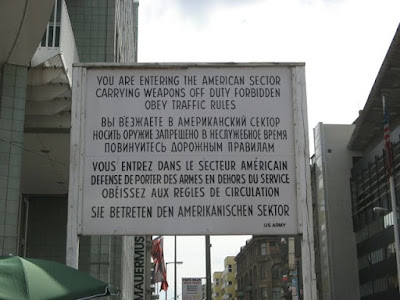 YOU ARE ENTERING THE AMERICAN SECTOR
CARRYING WEAPONS OFF DUTY FORBIDDEN
OBEY TRAFFIC RULES
ВЫ ВЪЕЗЖАЕТЕ В АМЕРИКАНСКИЙ СЕКТОР
НОСИТЬ ОРУЖИЕ ЗАПРЕЩЕНО В НЕСЛУЖЕБНОЕ ВРЕМЯ
ПОВИНУЙТЕСЬ ДОРОЖНЫМ ПРАВИЛАМ
VOUS ENTREZ DANS LE SECTEUR AMÉRICAIN
DEFENSE DE PORTER DES ARMES EN DEHORS DU SERVICE
OBÉISSEZ AUX REGLES DE CIRCULATION
SIE BETRETEN DEN AMERIKANISCHEN SEKTOR
US ARMY
MAUERMUSE